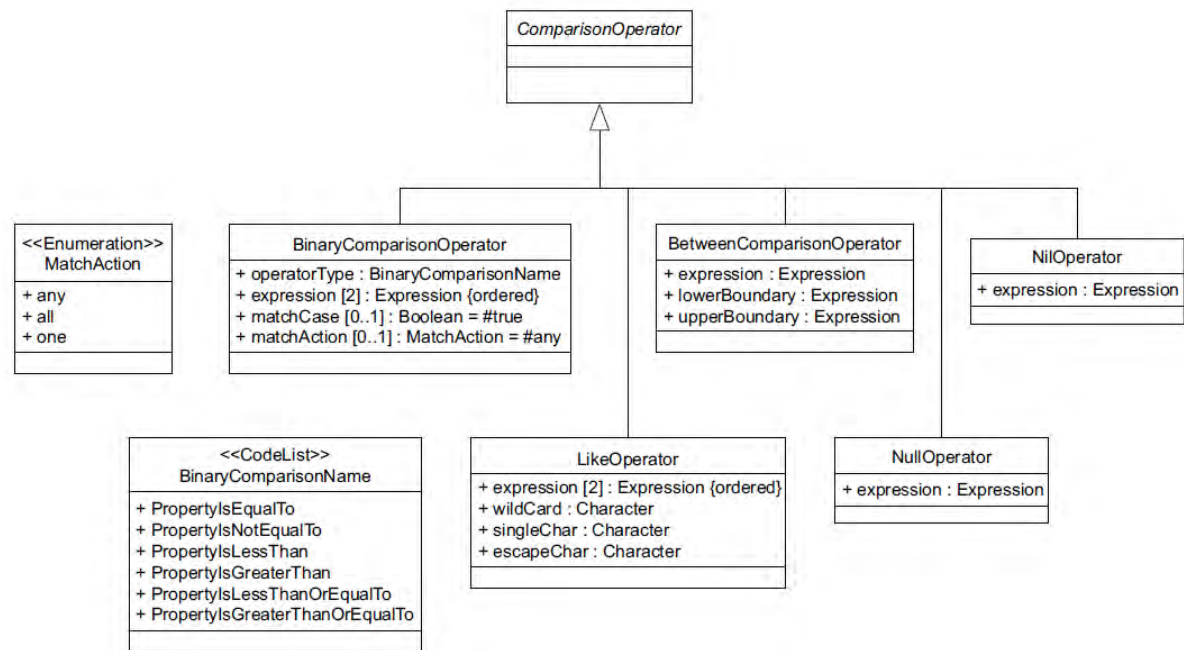 ComparisonOperator
<<Enumeration>>
MatchAction
+ any
+ all
+ one
BinaryComparisonOperator
+ operatorType : BinaryComparisonName
+ expression [2] : Expression {ordered}
+ matchCase [0..1] : Boolean = #true
+ matchAction [0..1] : MatchAction = #any
BetweenComparisonOperator
+ expression : Expression
+ lowerBoundary : Expression
+ upperBoundary : Expression
NilOperator
+ expression : Expression
<<CodeList>>
BinaryComparisonName
+ PropertyIsEqualTo
+ PropertyIsNotEqualTo
+ PropertyIsLessThan
+ PropertyIsGreaterThan
+ PropertyIsLessThanOrEqualTo
+ PropertyIsGreaterThanOrEqualTo
LikeOperator
+ expression [2] : Expression {ordered}
+ wildCard : Character
+ singleChar : Character
+ escapeChar : Character
NullOperator
+ expression : Expression